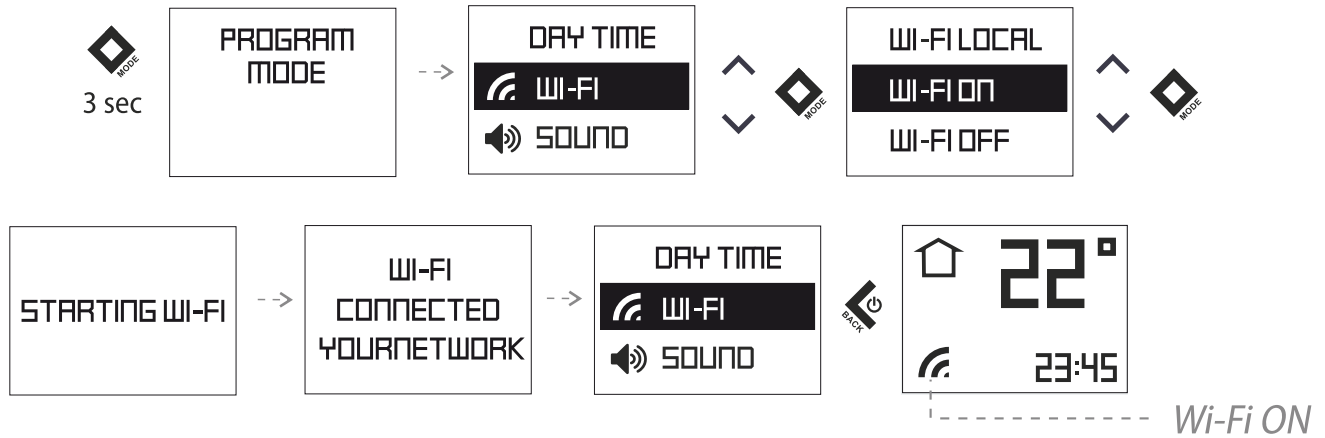 MODE
3 sec
PROGRAM
MODE
DAY TIME
WI-FI
SOUND
MODE
WI-FI LOCAL
WI-FI ON
WI-FI OFF
MODE
STARTING WI-FI
WI-FI
CONNECTED
YOURNETWORK
DAY TIME
WI-FI
SOUND
BACK
22°
23:45
Wi-Fi ON